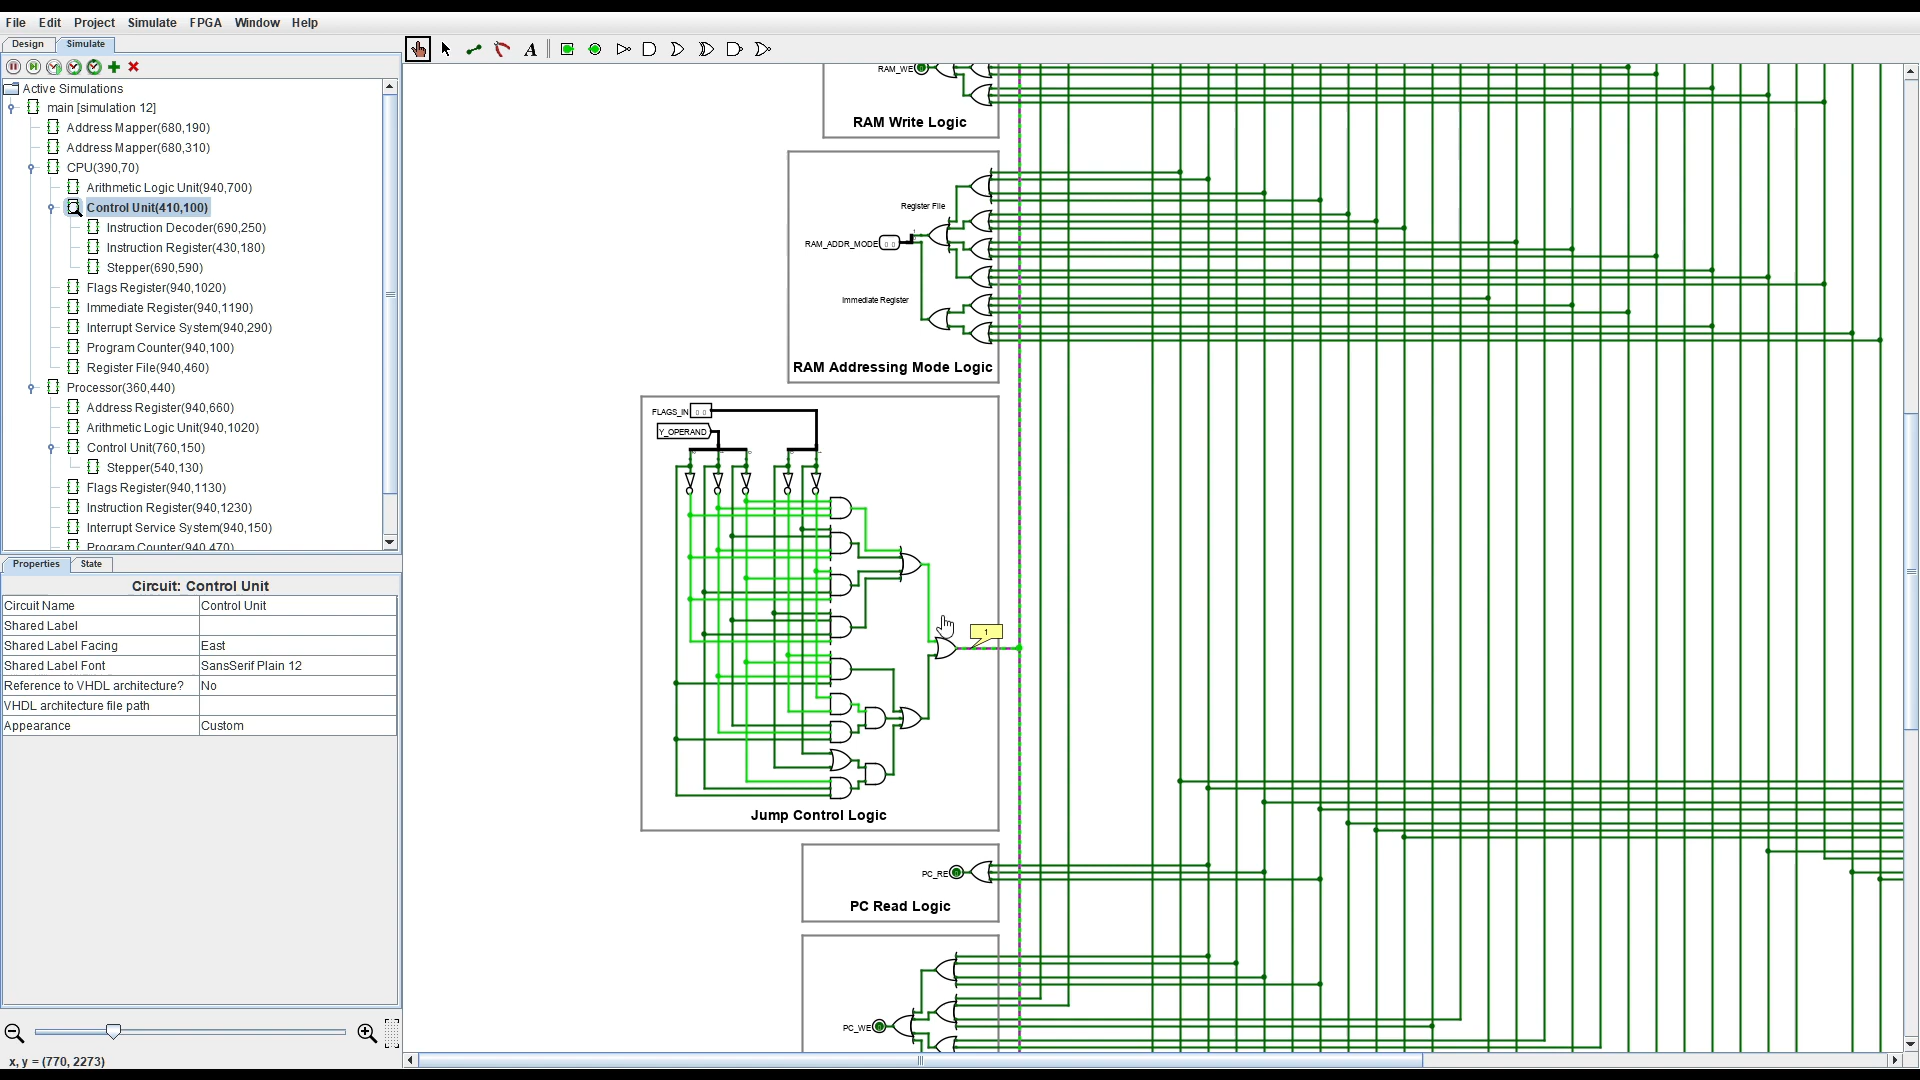 File Edit Project Simulate FPGA Window Help
Design Simulate
Active Simulations
main [simulation 12]
Address Mapper(680,190)
Address Mapper(680,310)
CPU(390,70)
Arithmetic Logic Unit(940,700)
Control Unit(410,100)
Instruction Decoder(690,250)
Instruction Register(430,180)
Stepper(690,590)
Flags Register(940,1020)
Immediate Register(940,1190)
Interrupt Service System(940,290)
Program Counter(940,100)
Register File(940,460)
Processor(360,440)
Address Register(940,660)
Arithmetic Logic Unit(940,1020)
Control Unit(760,150)
Stepper(540,130)
Flags Register(940,1130)
Instruction Register(940,1230)
Interrupt Service System(940,150)
Program Counter(940,470)
Properties State
Circuit: Control Unit
Circuit Name Control Unit
Shared Label
Shared Label Facing East
Shared Label Font SansSerif Plain 12
Reference to VHDL architecture? No
VHDL architecture file path
Appearance Custom
x, y = (770, 2273)
A
RAM_WE
RAM Write Logic
Register File
RAM_ADDR_MODE
Immediate Register
RAM Addressing Mode Logic
FLAGS_IN
Y_OPERAND
1
Jump Control Logic
PC_RE
PC Read Logic
PC_WE